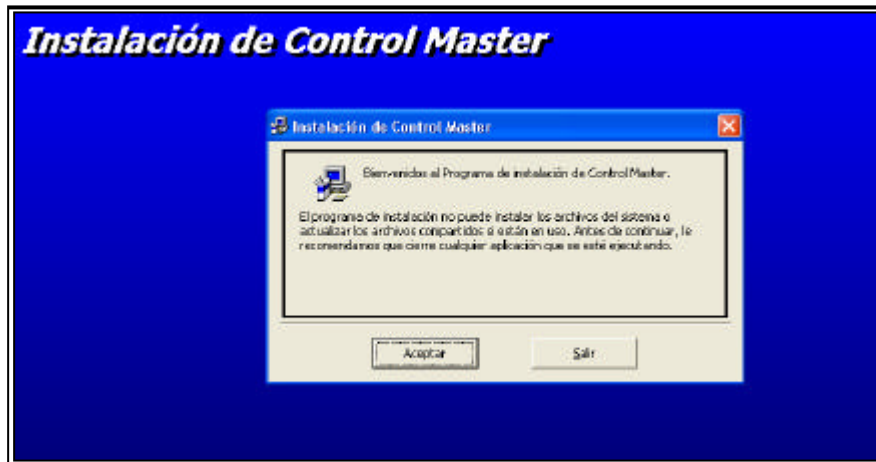 Instalación de Control Master
Instalación de Control Master
Bienvenidos al Programa de instalación de Control Master.
El programa de instalación no puede instalar los archivos del sistema o
actualizar los archivos compartidos si están en uso. Antes de continuar, le
recomendamos que cierre cualquier aplicación que se esté ejecutando.
Aceptar Salir